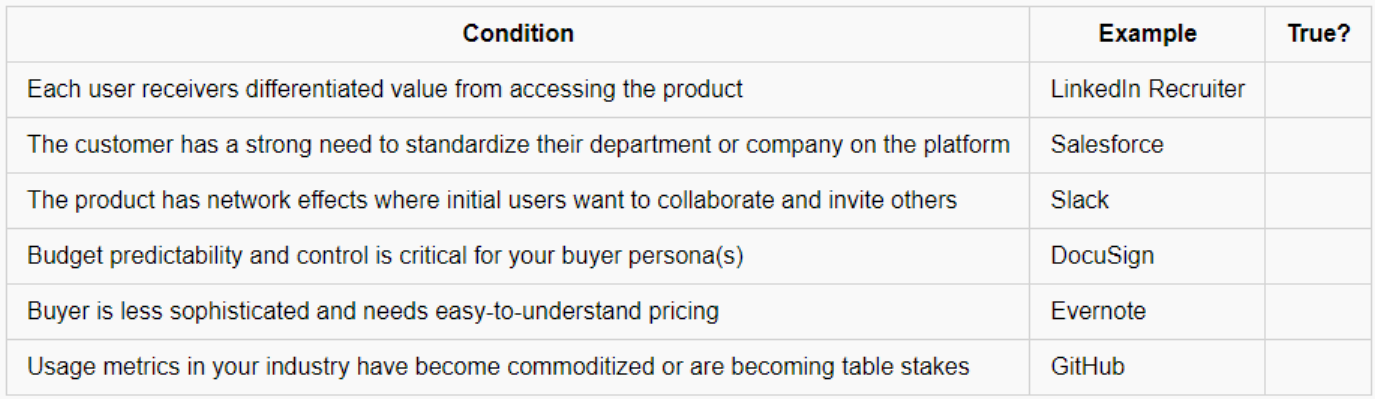 Condition Example True?
Each user receivers differentiated value from accessing the product LinkedIn Recruiter
The customer has a strong need to standardize their department or company on the platform Salesforce
The product has network effects where initial users want to collaborate and invite others Slack
Budget predictability and control is critical for your buyer persona(s) DocuSign
Buyer is less sophisticated and needs easy-to-understand pricing Evernote
Usage metrics in your industry have become commoditized or are becoming table stakes GitHub